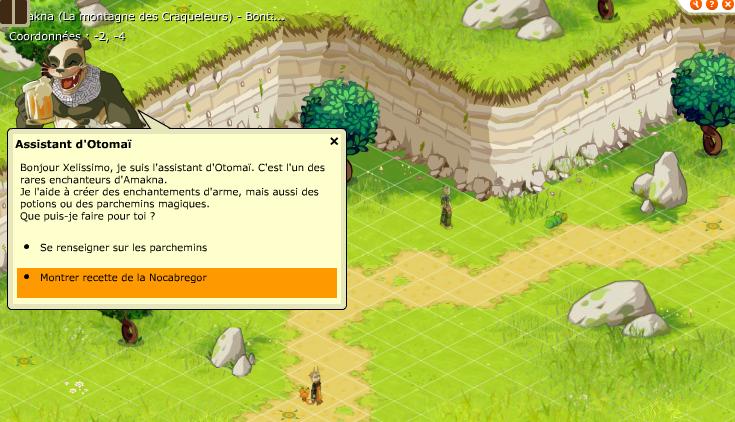 akna (La montagne des Craqueleurs) - Bonta...
Coordonnées : -2, -4
Assistant d'Otomaï
Bonjour Xelissimo, je suis l'assistant d'Otomaï. C'est l'un des
rares enchanteurs d'Amakna.
Je l'aide à créer des enchantements d'arme, mais aussi des
potions ou des parchemins magiques.
Que puis-je faire pour toi ?
Se renseigner sur les parchemins
Montrer recette de la Nocabregor